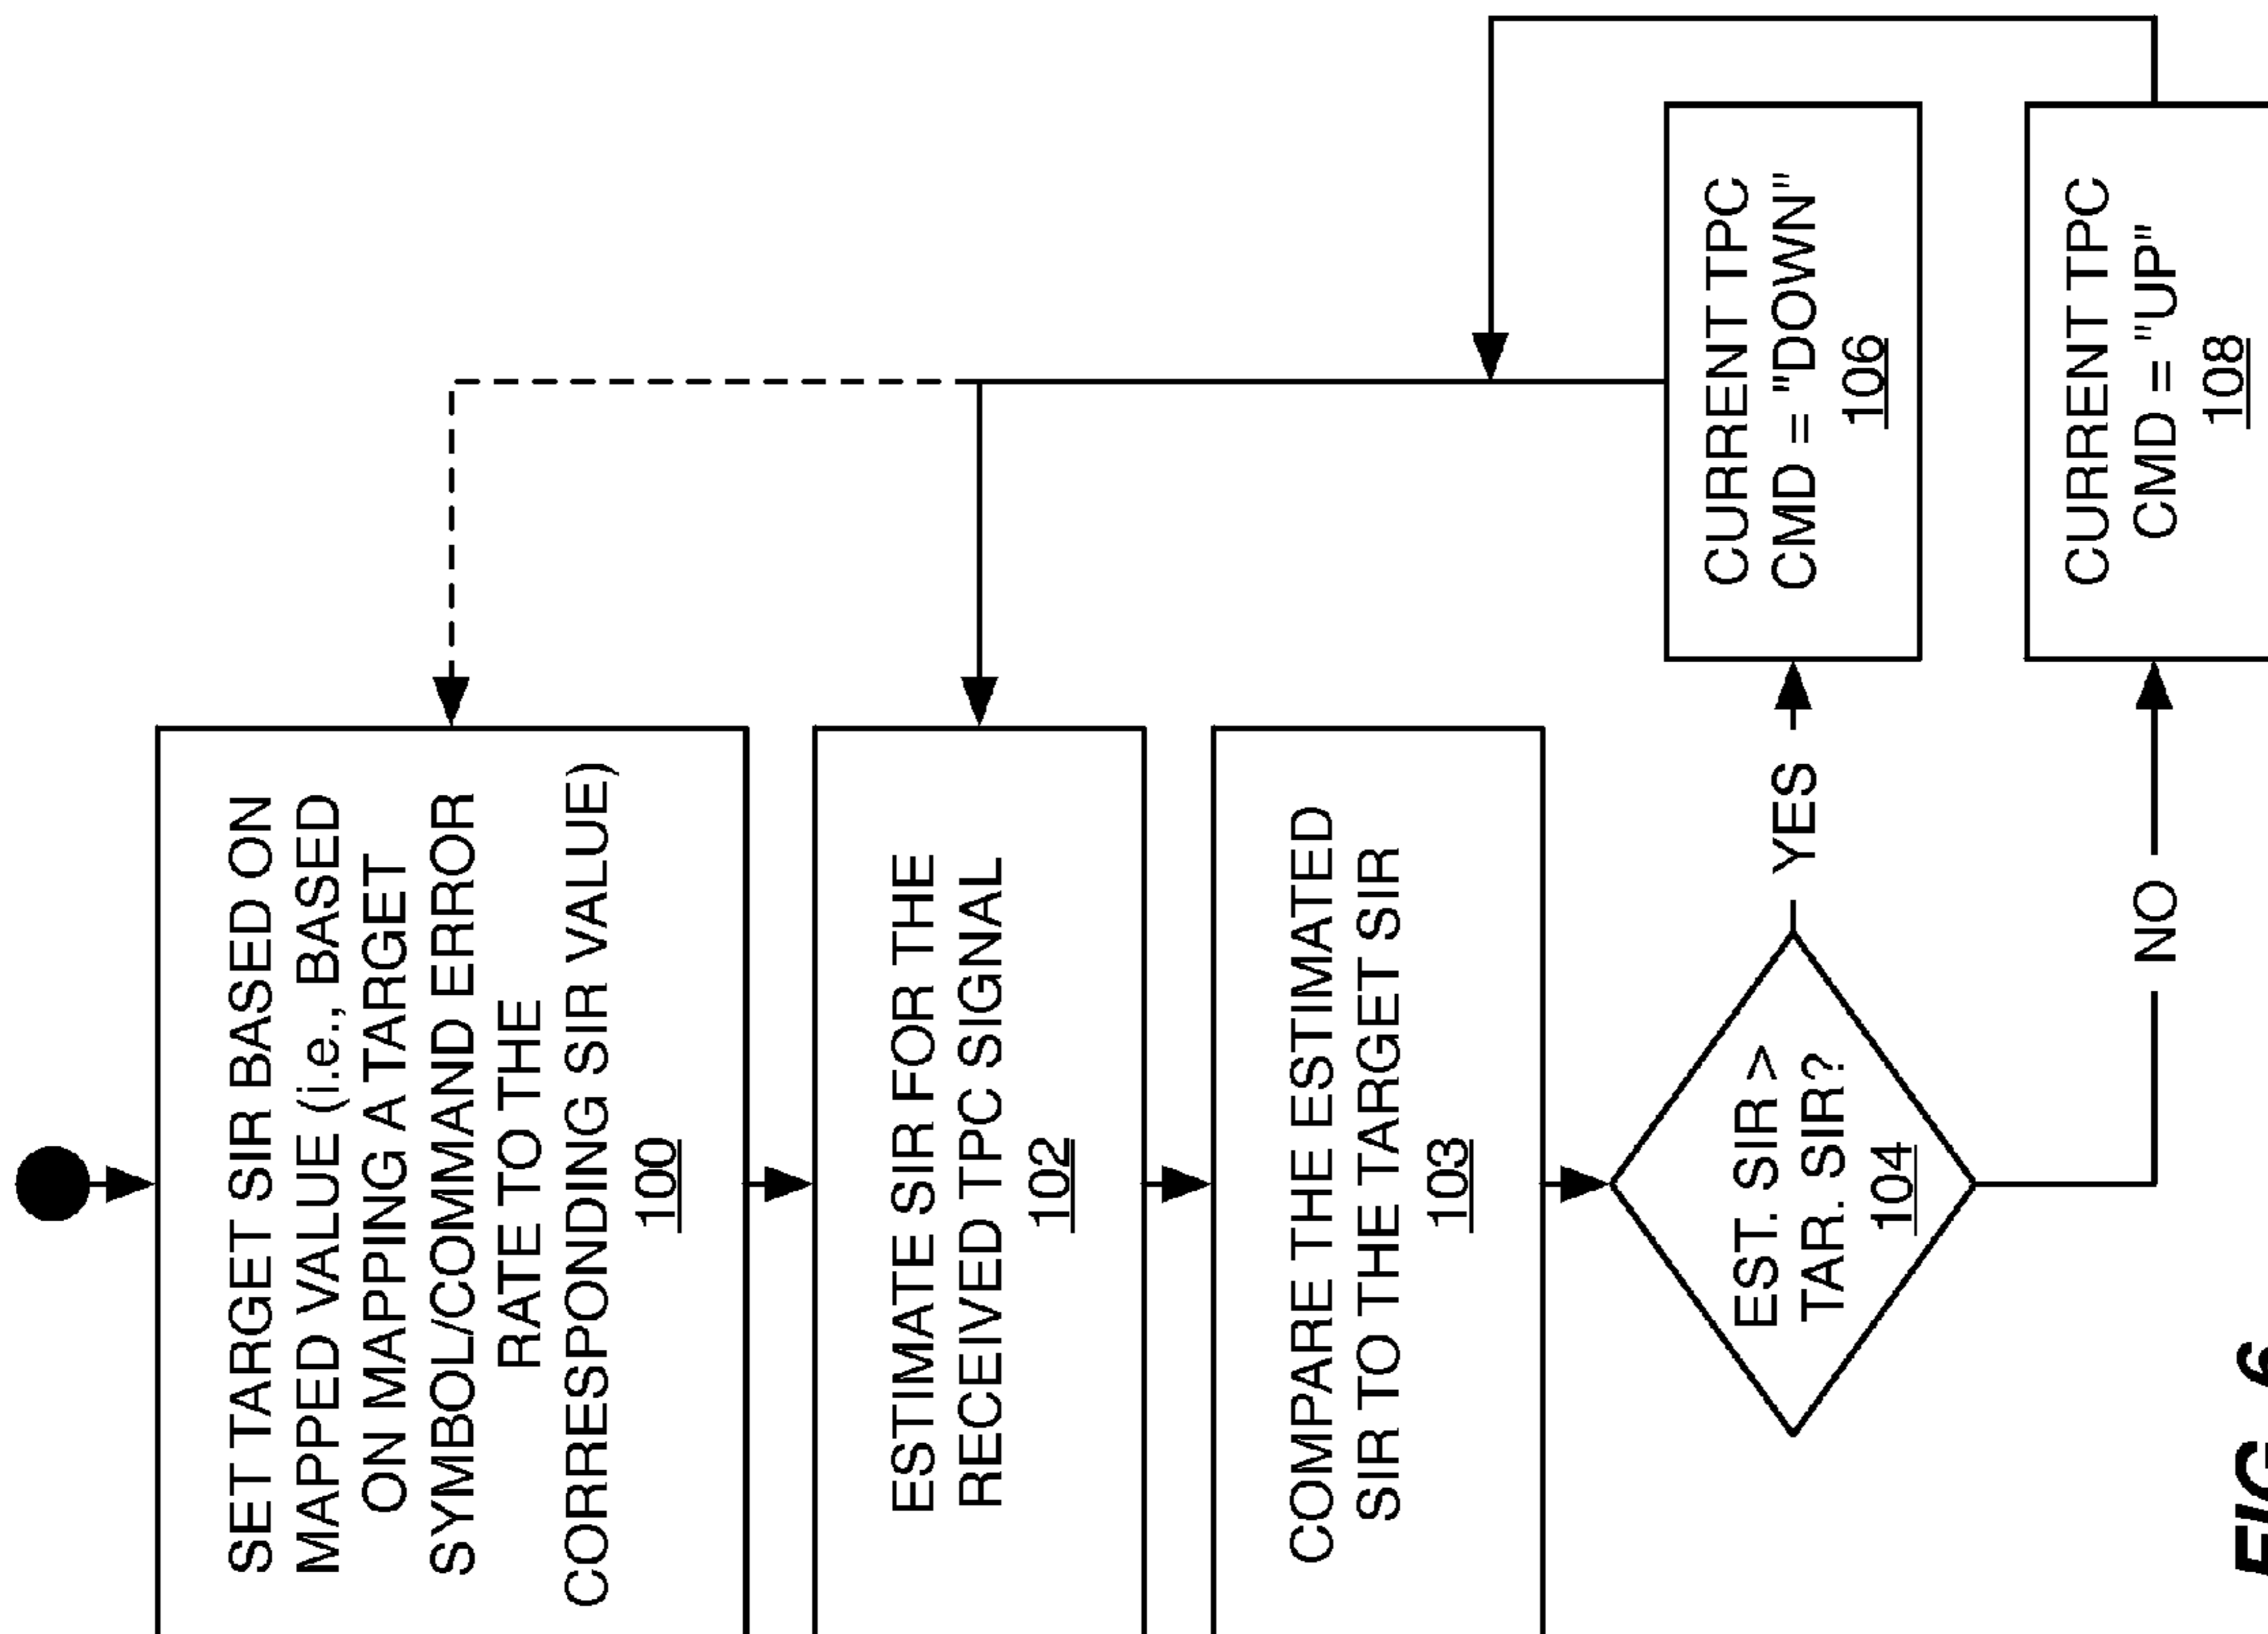 SET TARGET SIR BASED ON
MAPPED VALUE (i.e., BASED
ON MAPPING A TARGET
SYMBOL/COMMAND ERROR
RATE TO THE
CORRESPONDING SIR VALUE)
100
ESTIMATE SIR FOR THE
RECEIVED TPC SIGNAL
102
COMPARE THE ESTIMATED
SIR TO THE TARGET SIR
103
EST. SIR >
TAR. SIR?
104
YES
NO
CURRENT TPC
CMD = "DOWN"
106
CURRENT TPC
CMD = "UP"
108
FIG. 6